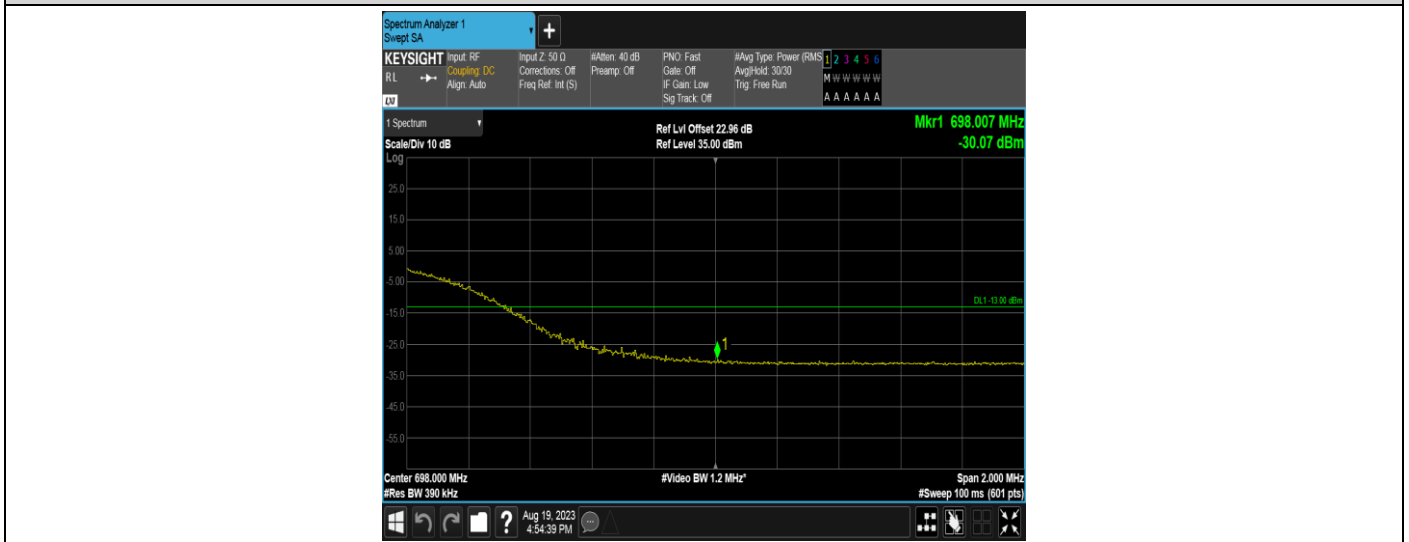 Spectrum Analyzer 1
Swept SA
+
KEYSIGHT Input: RF Input Z: 50 Ω #Atten: 40 dB PNO: Fast #Avg Type: Power (RMS 1 2 3 4 5 6
RL Coupling: DC Corrections: Off Preamp: Off Gate: Off Avg|Hold: 30/30 M W W W W W
Align: Auto Freq Ref: Int (S) IF Gain: Low Trig: Free Run
LXI Sig Track: Off A A A A A A
1 Spectrum Ref Lvl Offset 22.96 dB Mkr1 698.007 MHz
Scale/Div 10 dB Ref Level 35.00 dBm -30.07 dBm
Log
25.0
15.0
5.00
-5.00
DL1 -13.00 dBm
-15.0
1
-25.0
-35.0
-45.0
-55.0
Center 698.000 MHz #Video BW 1.2 MHz* Span 2.000 MHz
#Res BW 390 kHz #Sweep 100 ms (601 pts)
? Aug 19, 2023
4:54:39 PM